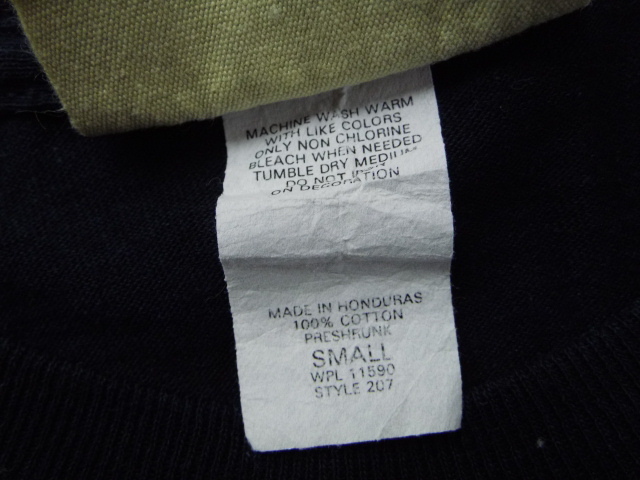 MACHINE WASH WARM
WITH LIKE COLORS
ONLY NON CHLORINE
BLEACH WHEN NEEDED
TUMBLE DRY MEDIUM
DO NOT IRON
ON DECORATION
MADE IN HONDURAS
100% COTTON
PRESHRUNK
SMALL
WPL 11590
STYLE 207